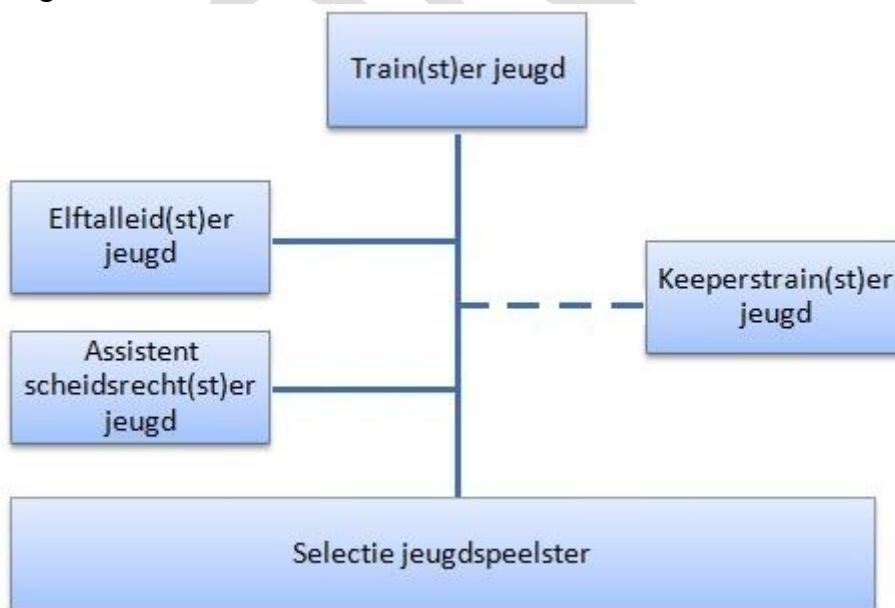 Train(st)er jeugd
Elftalleid(st)er
jeugd
Keeperstrain(st)er
jeugd
Assistent
scheidsrecht(st)er
jeugd
Selectie jeugdspeelster